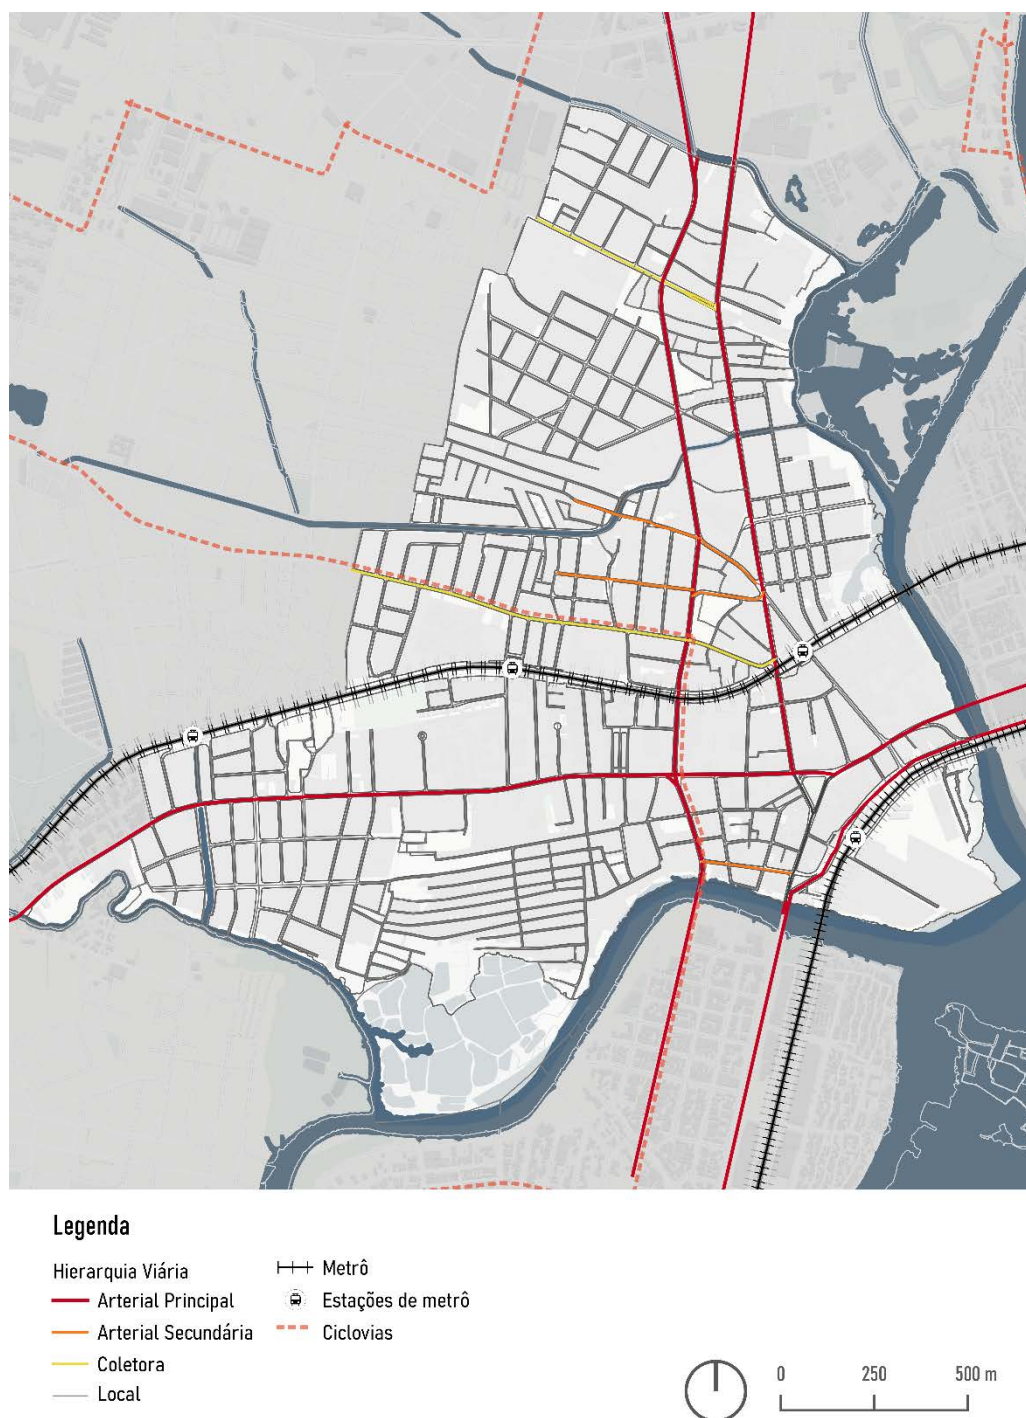 Legenda
Hierarquia Viária
Arterial Principal
Arterial Secundária
Coletora
Local
Metrô
Estações de metrô
Ciclovias
0 250 500 m